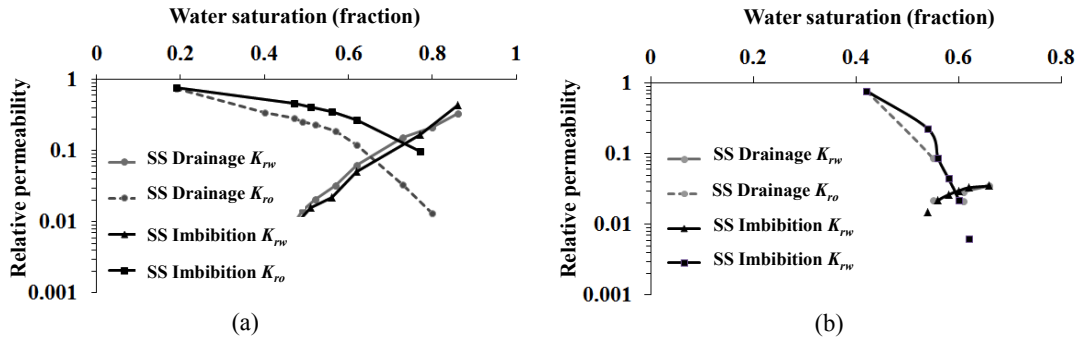 Water saturation (fraction)
0 0.2 0.4 0.6 0.8 1
Relative permeability
1
0.1
0.01
0.001
SS Drainage Krw
SS Drainage Kro
SS Imbibition Krw
SS Imbibition Kro
(a)
Water saturation (fraction)
0 0.2 0.4 0.6 0.8
Relative permeability
1
0.1
0.01
0.001
SS Drainage Krw
SS Drainage Kro
SS Imbibition Krw
SS Imbibition Krw
(b)